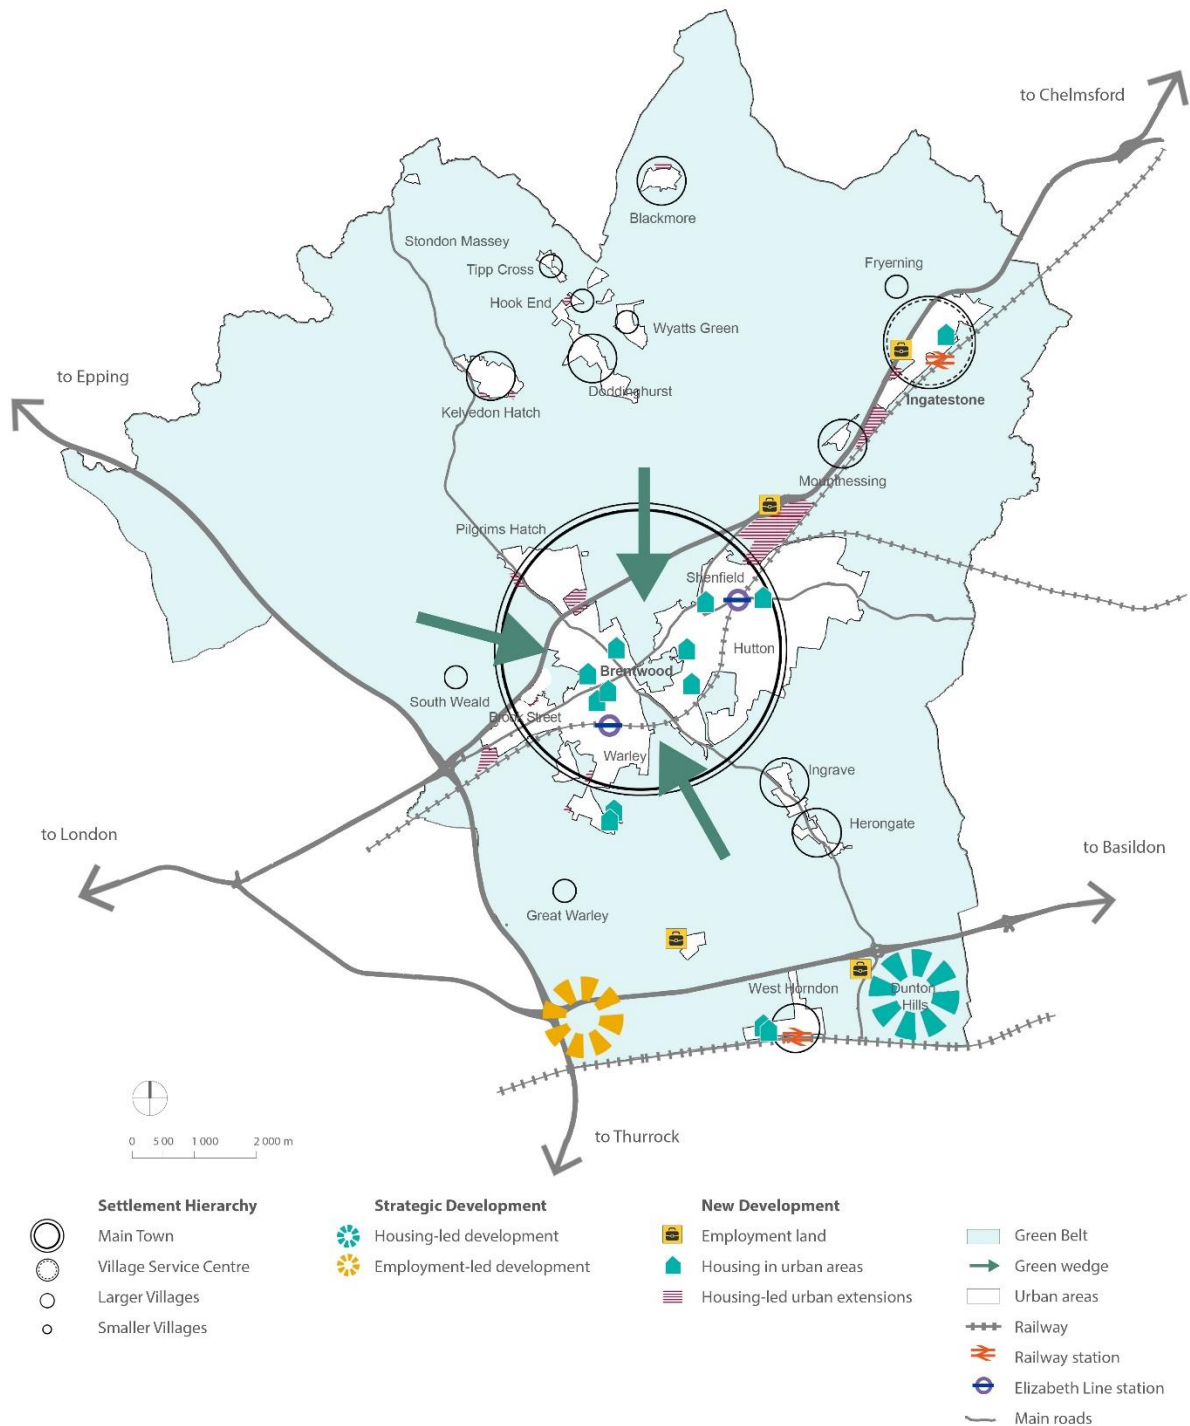 to Chelmsford
Blackmore
Stondon Massey
Tipp Cross
Fryerning
Hook End
Wyatts Green
to Epping
Doddinghurst
Kelvedon Hatch
Ingatestone
Mountnessing
Pilgrims Hatch
Shenfield
Hutton
Brentwood
South Weald
Brook Street
Warley
Ingrave
Herongate
to London
to Basildon
Great Warley
West Horndon
Dunton
Hills
to Thurrock
0 500 1 000 2 000 m
Settlement Hierarchy
Main Town
Village Service Centre
Larger Villages
Smaller Villages
Strategic Development
Housing-led development
Employment-led development
New Development
Employment land
Housing in urban areas
Housing-led urban extensions
Green Belt
Green wedge
Urban areas
Railway
Railway station
Elizabeth Line station
Main roads